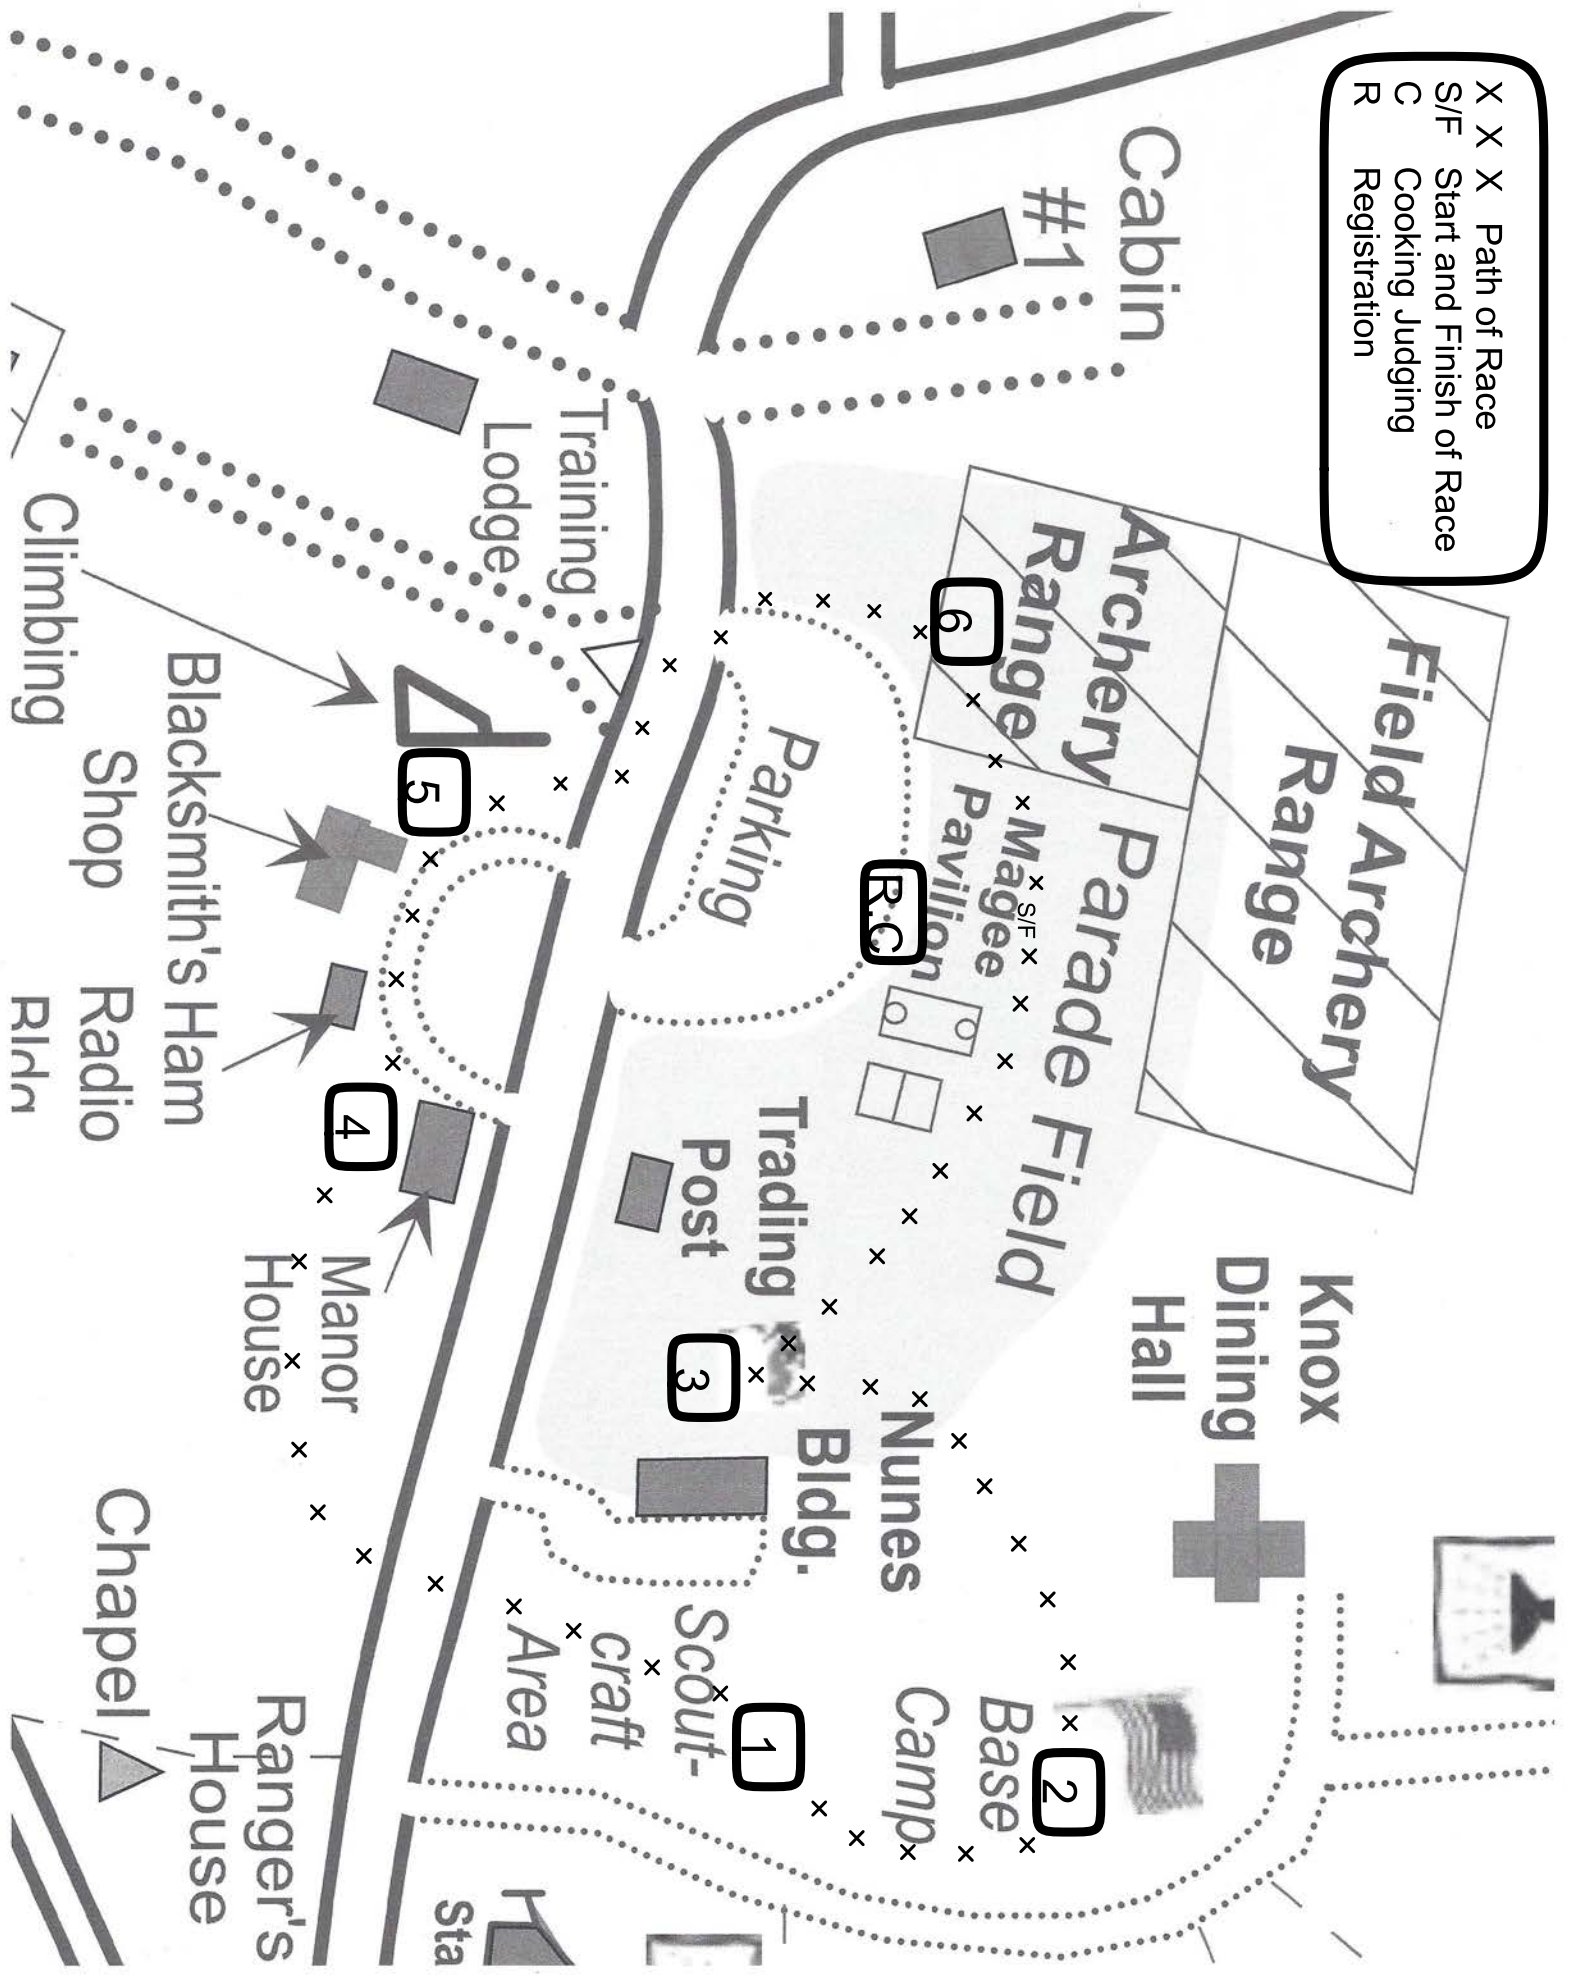 X X X Path of Race
S/F Start and Finish of Race
C Cooking Judging
R Registration
Field Archery
Range
Archery
Range
6
Cabin
#1
Parade Field
Magee
Pavilion
S/F
R.C
Parking
Knox
Dining
Hall
Nunes
Bldg.
Trading
Post
3
Base
Camp
2
1
Scout-
craft
Area
Training
Lodge
5
4
Manor
House
Climbing
Blacksmith's
Shop
Ham
Radio
Bldg
Chapel
Ranger's
House
Sta